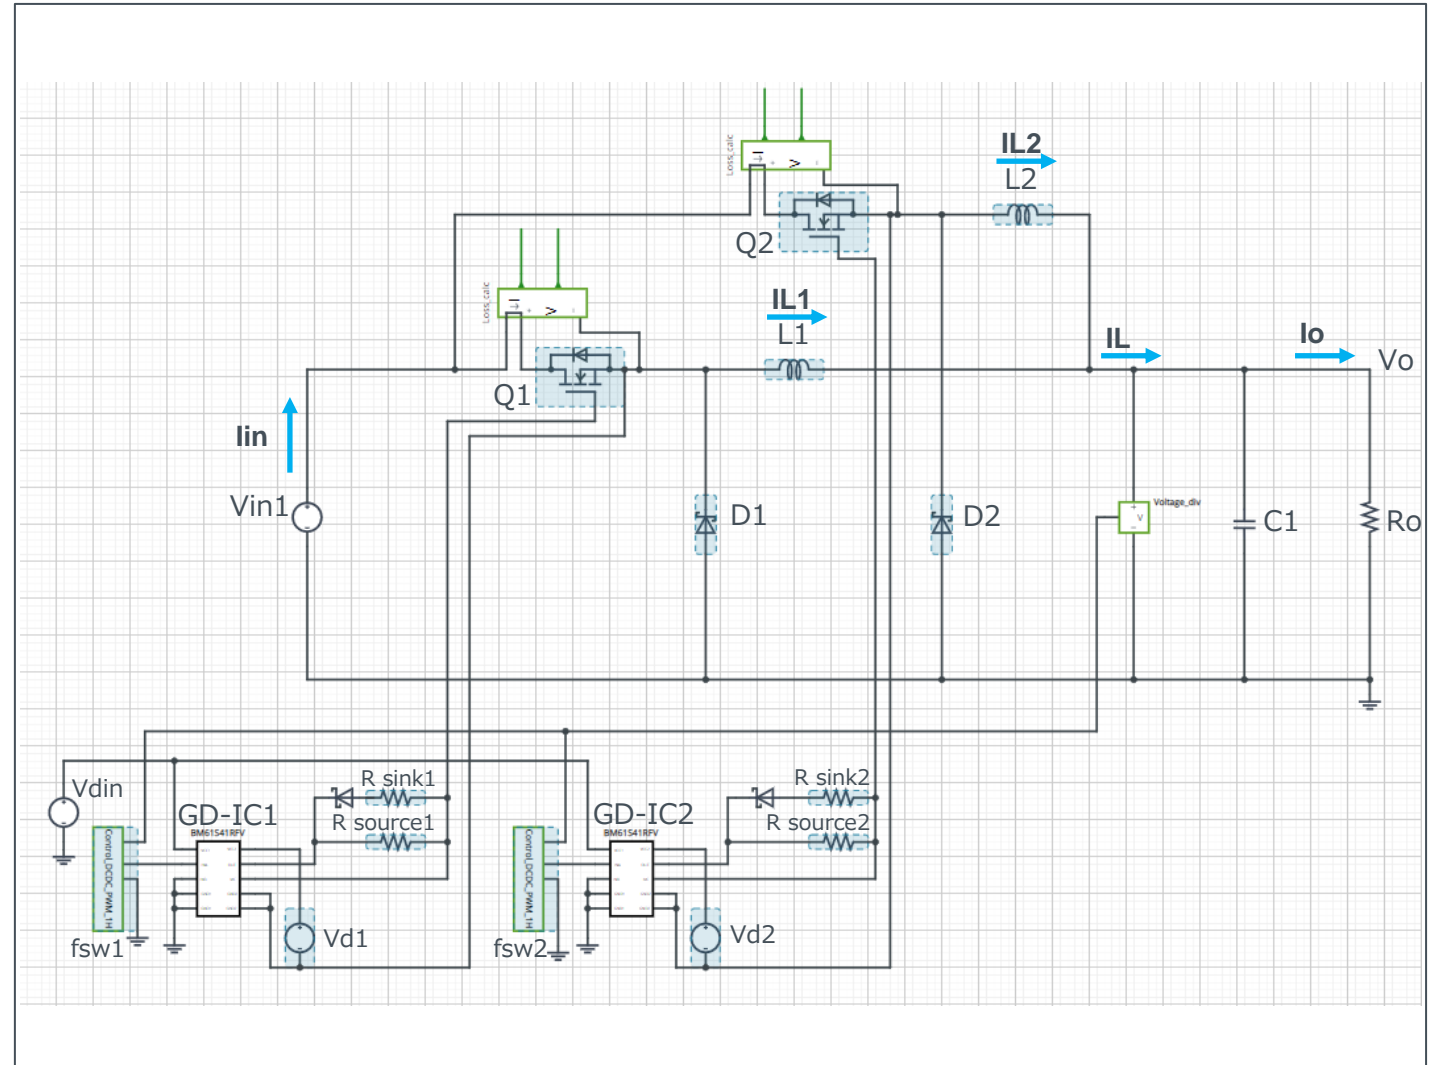 Loss_calc
IL2
L2
Q2
Loss_calc
IL1
L1
IL
Io
Vo
Q1
Iin
Vin1
D1
D2
Voltage_div
V
C1
Ro
Vdin
R sink1
R sink2
GD-IC1
R source1
GD-IC2
R source2
BM61S41RFV
BM61S41RFV
Control_DCDC_PWM_1H
Control_DCDC_PWM_1H
Vd1
Vd2
fsw1
fsw2